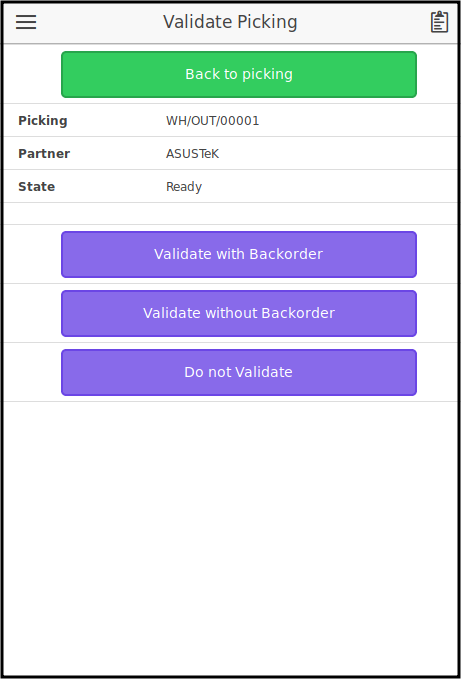 Validate Picking
Back to picking
Picking WH/OUT/00001
Partner ASUSTeK
State Ready
Validate with Backorder
Validate without Backorder
Do not Validate